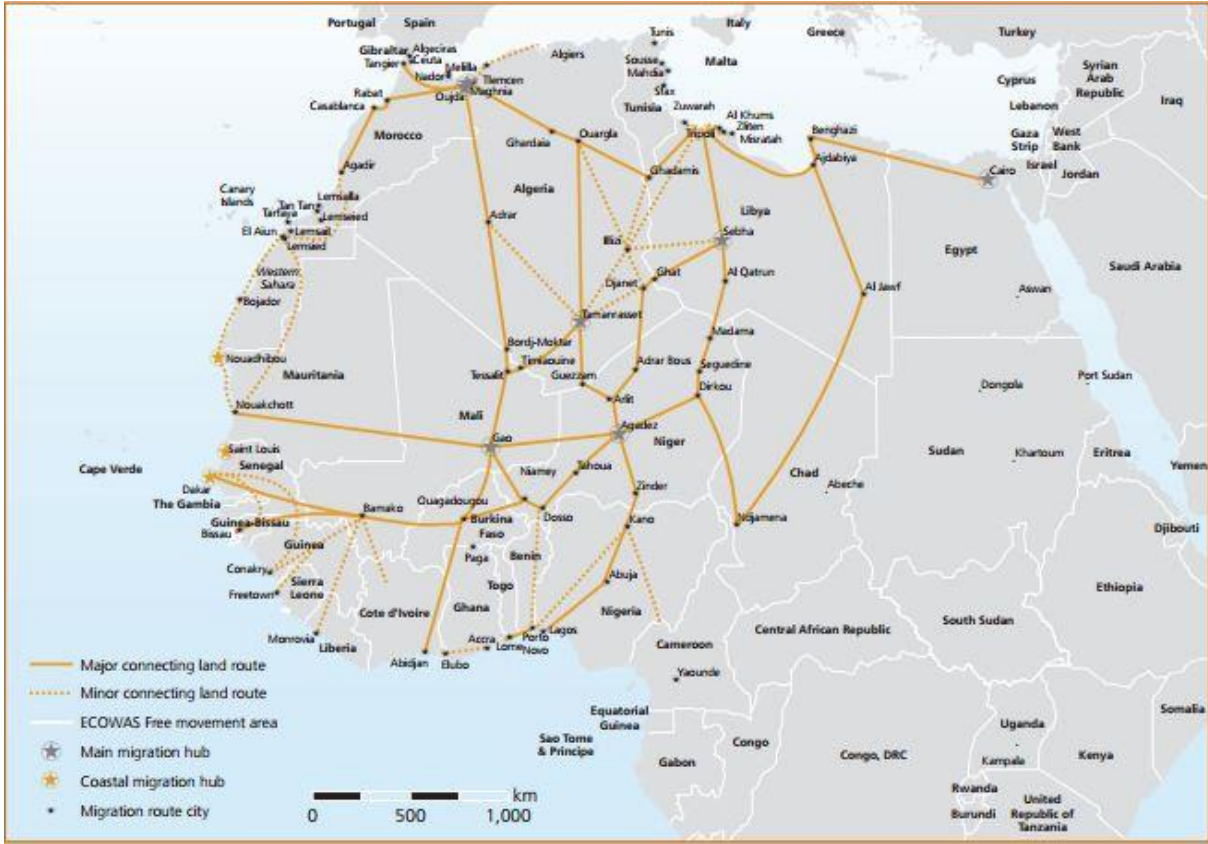 Portugal
Spain
Italy
Greece
Turkey
Gibraltar
Algeciras
Ceuta
Tangier
Melilla
Nador
Algiers
Tlemcen
Maghnia
Oujda
Tunis
Sousse
Mahdia
Sfax
Malta
Cyprus
Syrian
Arab
Republic
Lebanon
Iraq
Rabat
Casablanca
Morocco
Tunisia
Zuwarah
Al Khums
Zliten
Tripoli
Misratah
Benghazi
Gaza
Strip
West
Bank
Israel
Jordan
Ghardaia
Ouargla
Ajdabiya
Cairo
Agadir
Algeria
Ghadamis
Canary
Islands
Lemsialla
Tan Tan
Tarfaya
Lemseied
El Aiun
Lemsail
Lemsied
Adrar
Libya
Illizi
Sebha
Egypt
Saudi Arabia
Western
Sahara
Bojador
Djanet
Ghat
Al Qatrun
Al Jawf
Aswan
Tamanrasset
Madama
Nouadhibou
Mauritania
Bordj-Moktar
Timiaouine
Tessalit
Guezzam
Adrar Bous
Seguedine
Dirkou
Dongola
Port Sudan
Nouakchott
Mali
Arlit
Gao
Agadez
Niger
Saint Louis
Senegal
Cape Verde
Dakar
The Gambia
Niamey
Tahoua
Chad
Abeche
Sudan
Khartoum
Eritrea
Yemen
Guinea-Bissau
Bissau
Bamako
Ouagadougou
Burkina
Faso
Dosso
Zinder
Kano
Ndjamena
Djibouti
Guinea
Conakry
Freetown
Sierra
Leone
Paga
Benin
Togo
Abuja
Nigeria
Ethiopia
Cote d'Ivoire
Ghana
Monrovia
Liberia
Abidjan
Elubo
Accra
Lome
Porto
Novo
Lagos
Cameroon
Yaounde
Central African Republic
South Sudan
Equatorial
Guinea
Sao Tome
& Principe
Gabon
Congo
Congo, DRC
Uganda
Kampala
Kenya
Somalia
Rwanda
Burundi
United
Republic of
Tanzania
Major connecting land route
Minor connecting land route
ECOWAS Free movement area
Main migration hub
Coastal migration hub
Migration route city
km
0 500 1,000